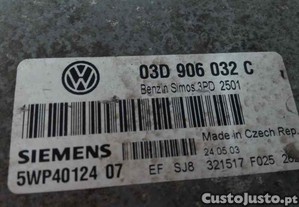 VW
03D 906 032 C
Benzin Simos 3PD 2501
Made in Czech Rep
SIEMENS
24.05.03
5WP40124 07
EF SJ8 321517 F025
CustoJusto.pt